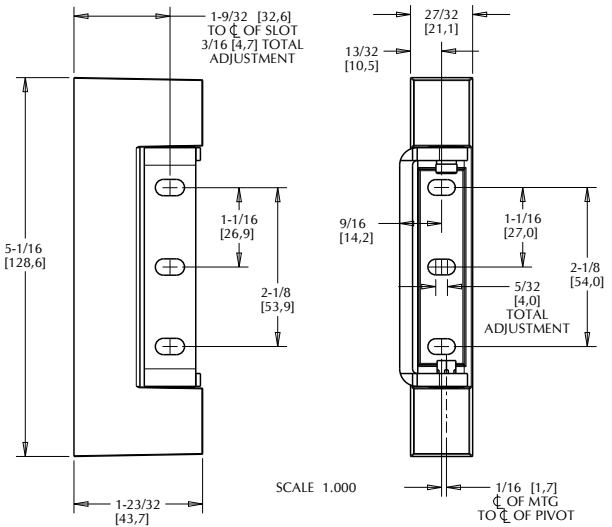 1-9/32 [32,6]
TO ℄ OF SLOT
3/16 [4,7] TOTAL
ADJUSTMENT
27/32
[21,1]
13/32
[10,5]
5-1/16
[128,6]
1-1/16
[26,9]
2-1/8
[53,9]
9/16
[14,2]
1-1/16
[27,0]
2-1/8
[54,0]
5/32
[4,0]
TOTAL
ADJUSTMENT
1-23/32
[43,7]
SCALE 1.000
1/16 [1,7]
℄ OF MTG
TO ℄ OF PIVOT